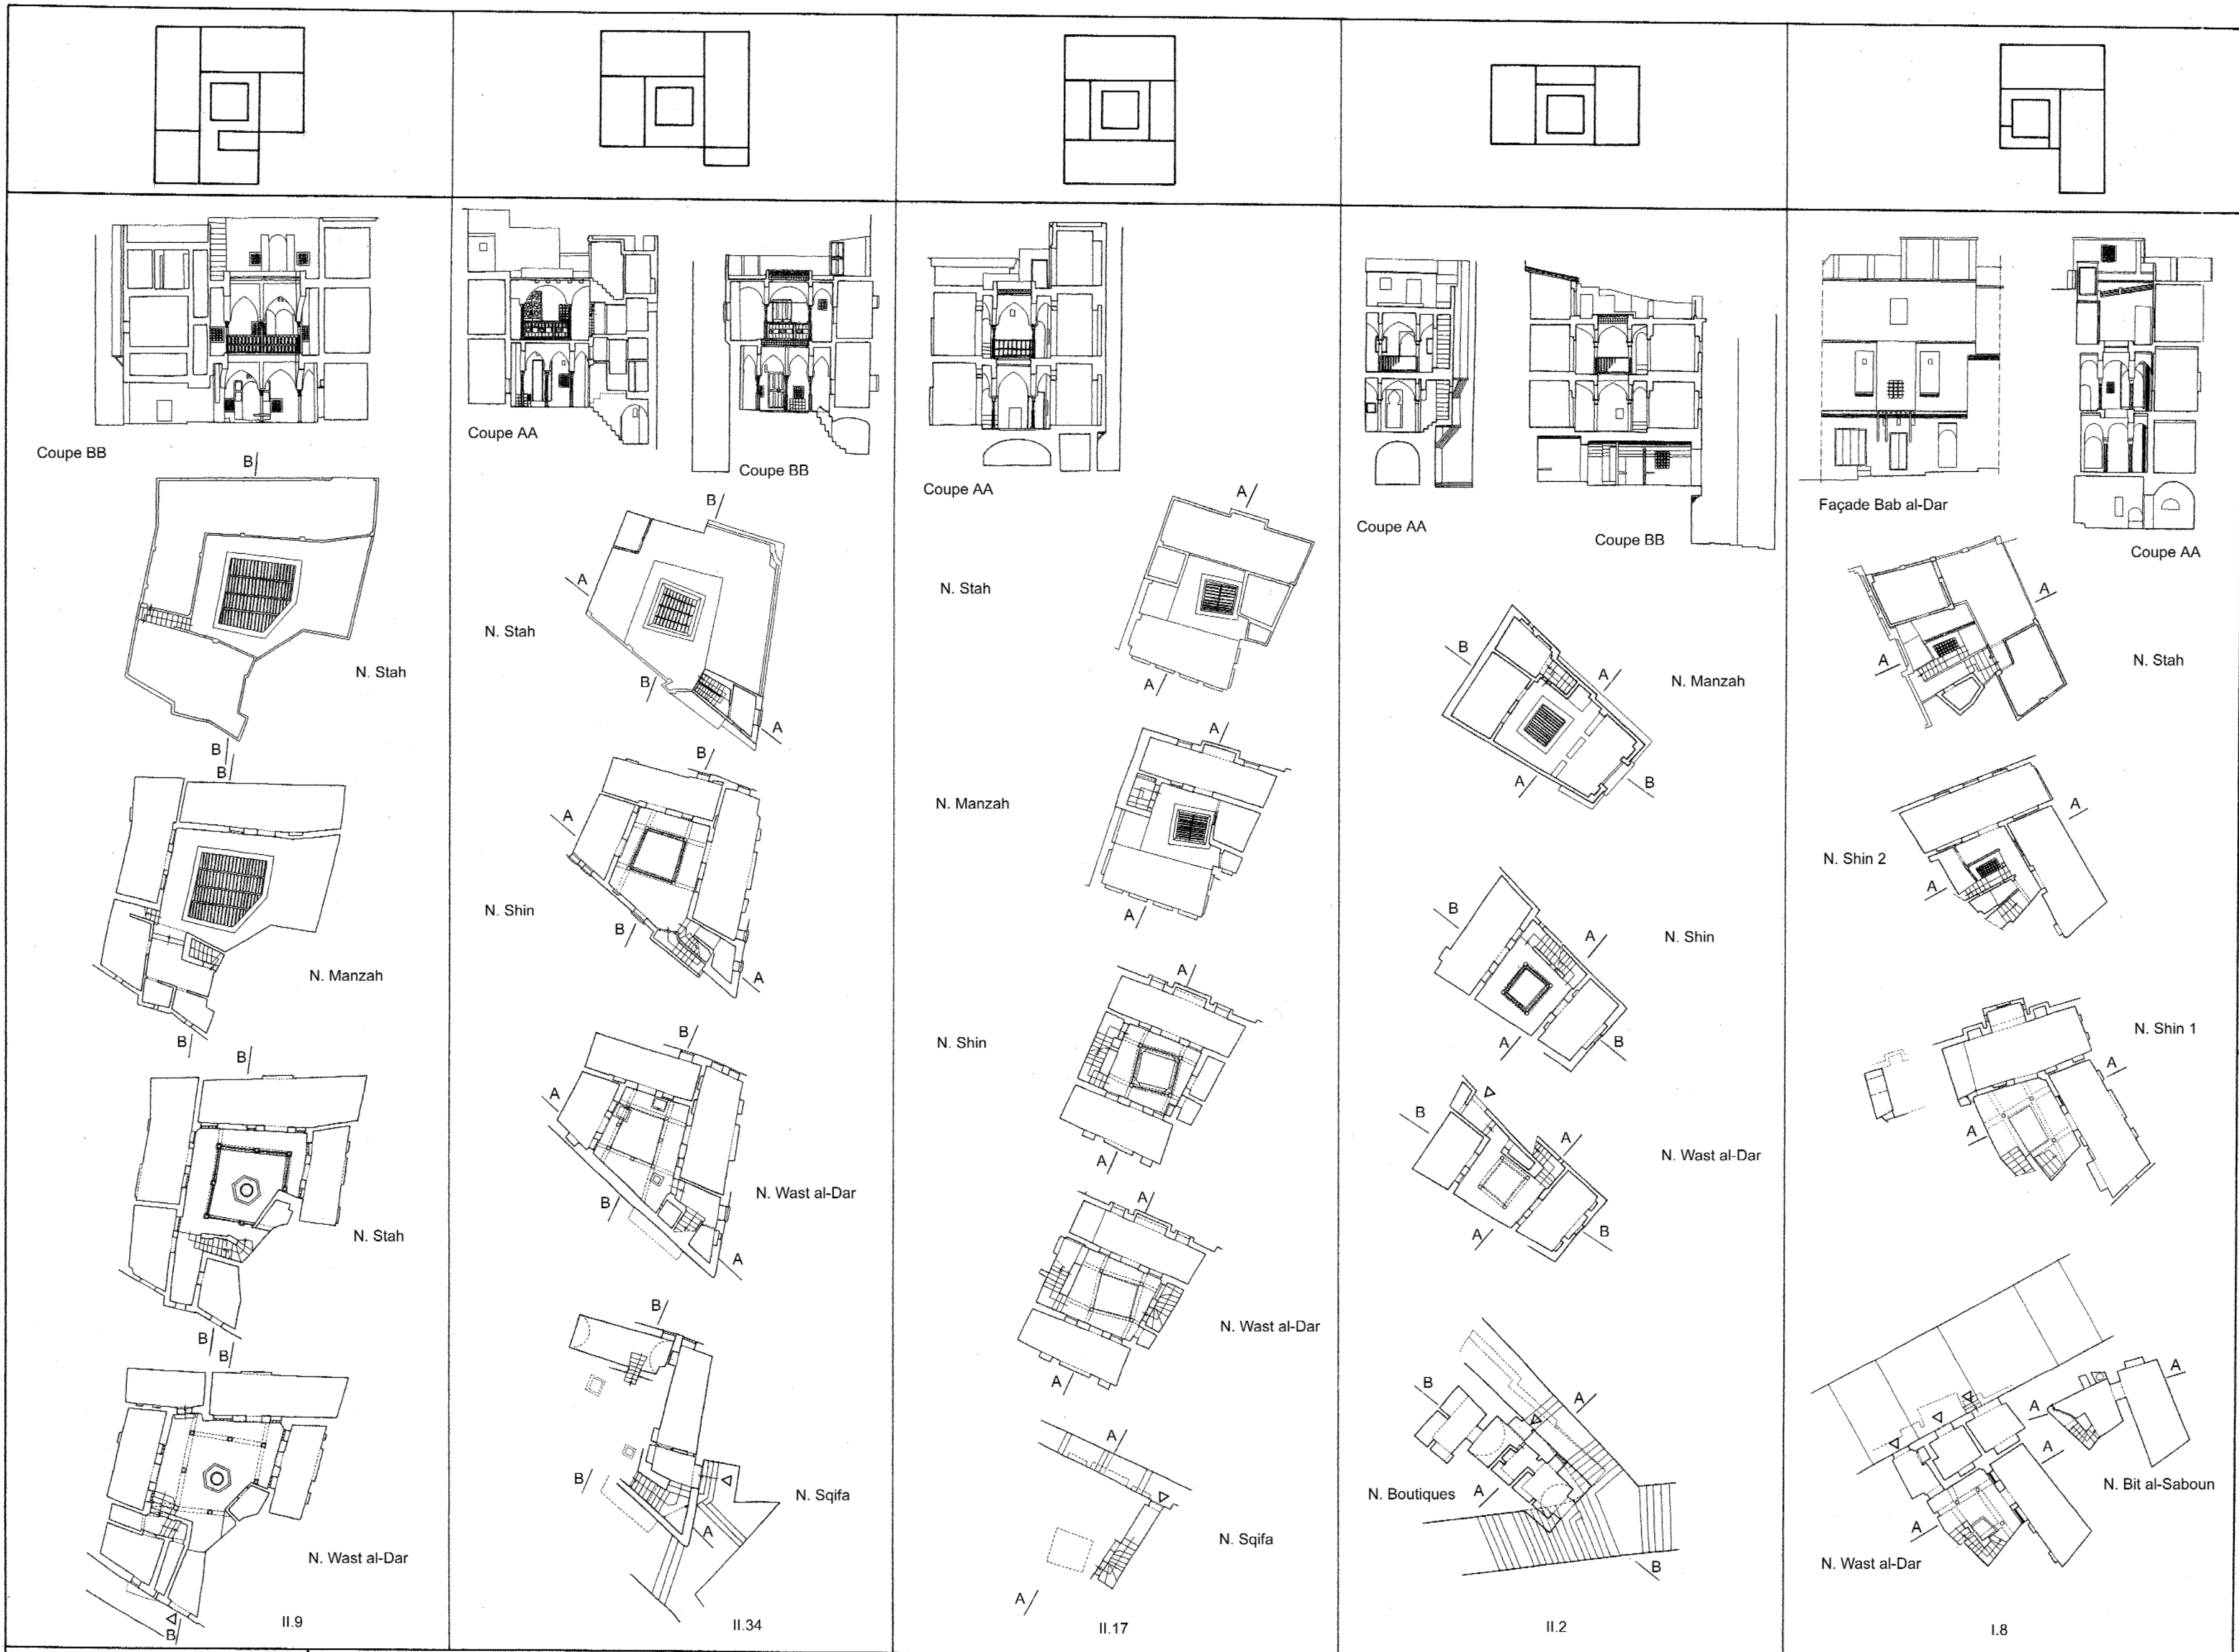 Coupe BB
B
N. Stah
B
B
N. Manzah
B
B
N. Stah
B
B
N. Wast al-Dar
B
II.9
Coupe AA
Coupe BB
B
A
N. Stah
B
A
B
A
N. Shin
B
A
B
A
N. Wast al-Dar
B
A
B
B
N. Sqifa
A
II.34
Coupe AA
A
N. Stah
A
A
N. Manzah
A
A
N. Shin
A
A
N. Wast al-Dar
A
A
N. Sqifa
A
II.17
Coupe AA
Coupe BB
B
A
N. Manzah
A
B
B
A
N. Shin
A
B
B
A
N. Wast al-Dar
A
B
B
A
N. Boutiques
A
B
II.2
Façade Bab al-Dar
Coupe AA
A
N. Stah
A
A
N. Shin 2
A
N. Shin 1
A
A
A
A
A
N. Bit al-Saboun
A
N. Wast al-Dar
I.8